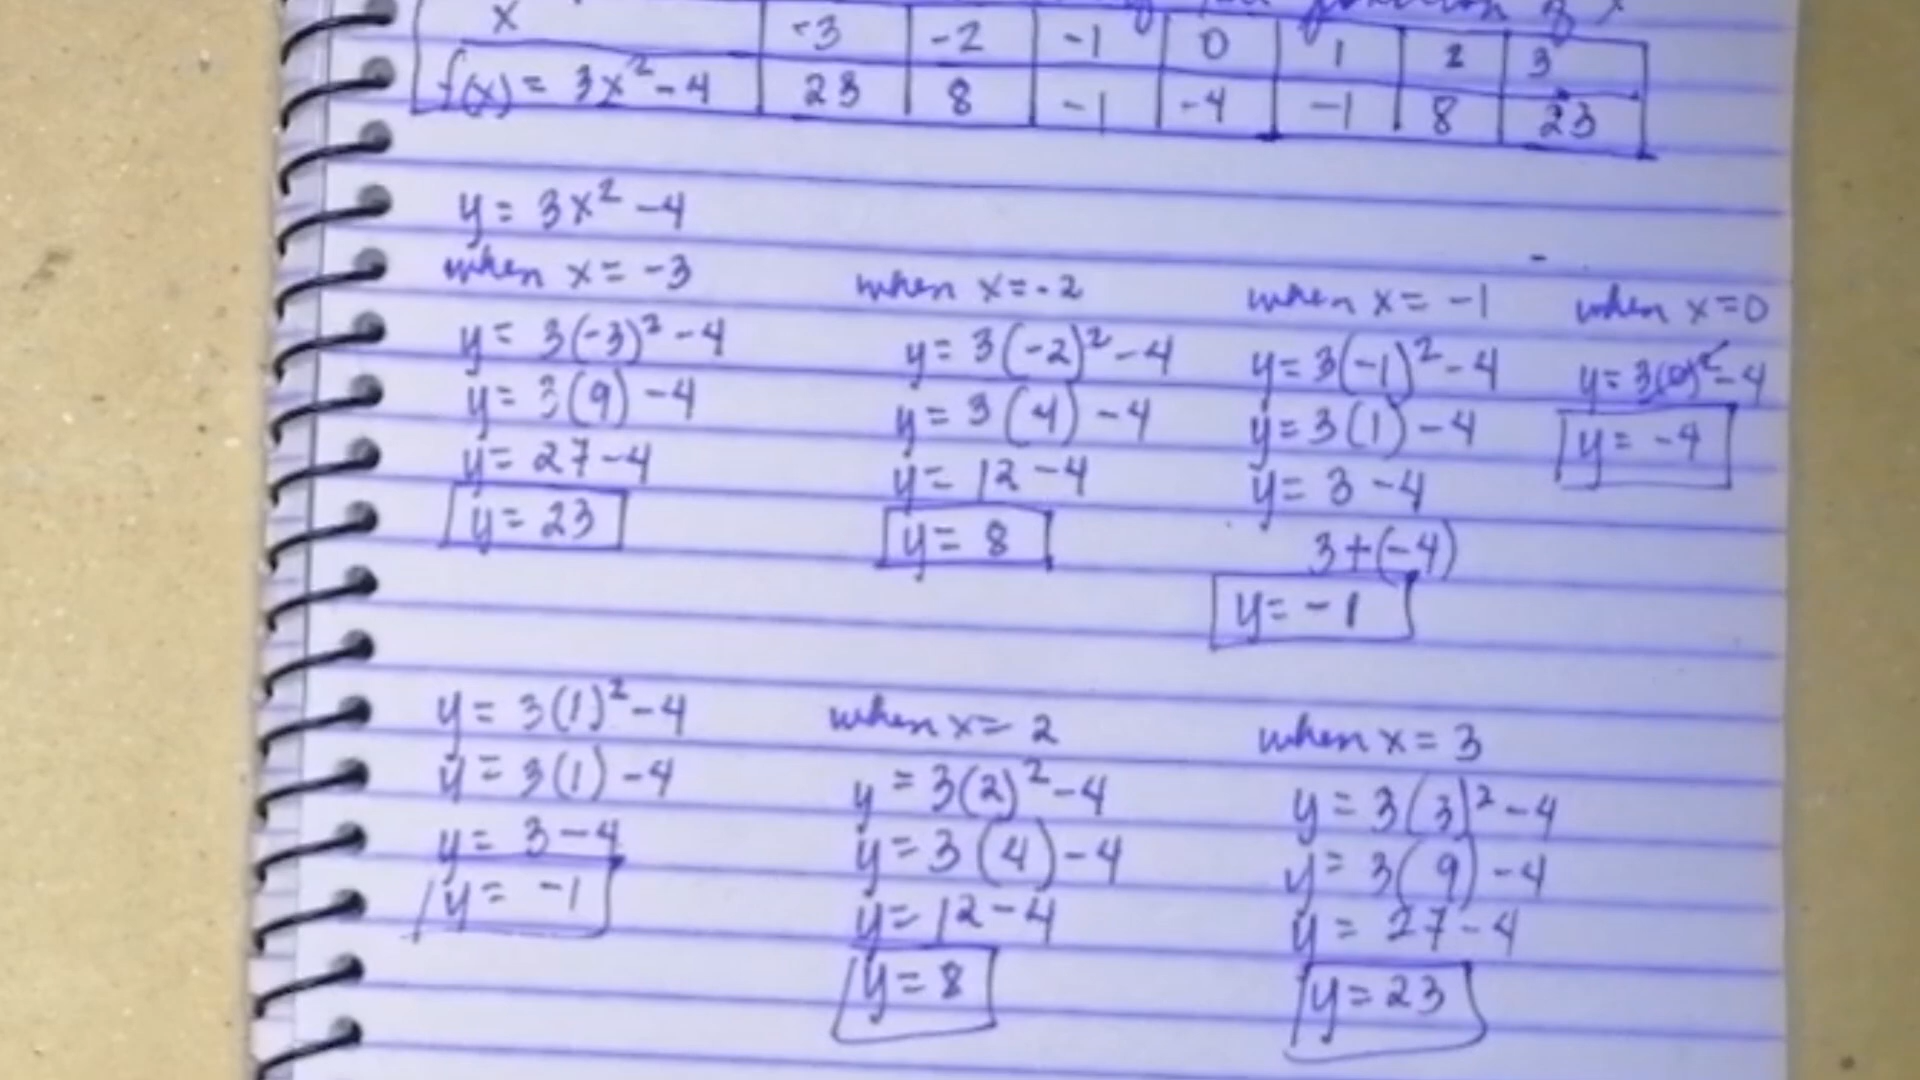 function of x
x -3 -2 -1 0 1 2 3
f(x) = 3x² - 4 23 8 -1 -4 -1 8 23
y = 3x² - 4
when x = -3
y = 3(-3)² - 4
y = 3(9) - 4
y = 27 - 4
y = 23
when x = -2
y = 3(-2)² - 4
y = 3(4) - 4
y = 12 - 4
y = 8
when x = -1
y = 3(-1)² - 4
y = 3(1) - 4
y = 3 - 4
3 + (-4)
y = -1
when x = 0
y = 3(0)² - 4
y = -4
y = 3(1)² - 4
y = 3(1) - 4
y = 3 - 4
y = -1
when x = 2
y = 3(2)² - 4
y = 3(4) - 4
y = 12 - 4
y = 8
when x = 3
y = 3(3)² - 4
y = 3(9) - 4
y = 27 - 4
y = 23